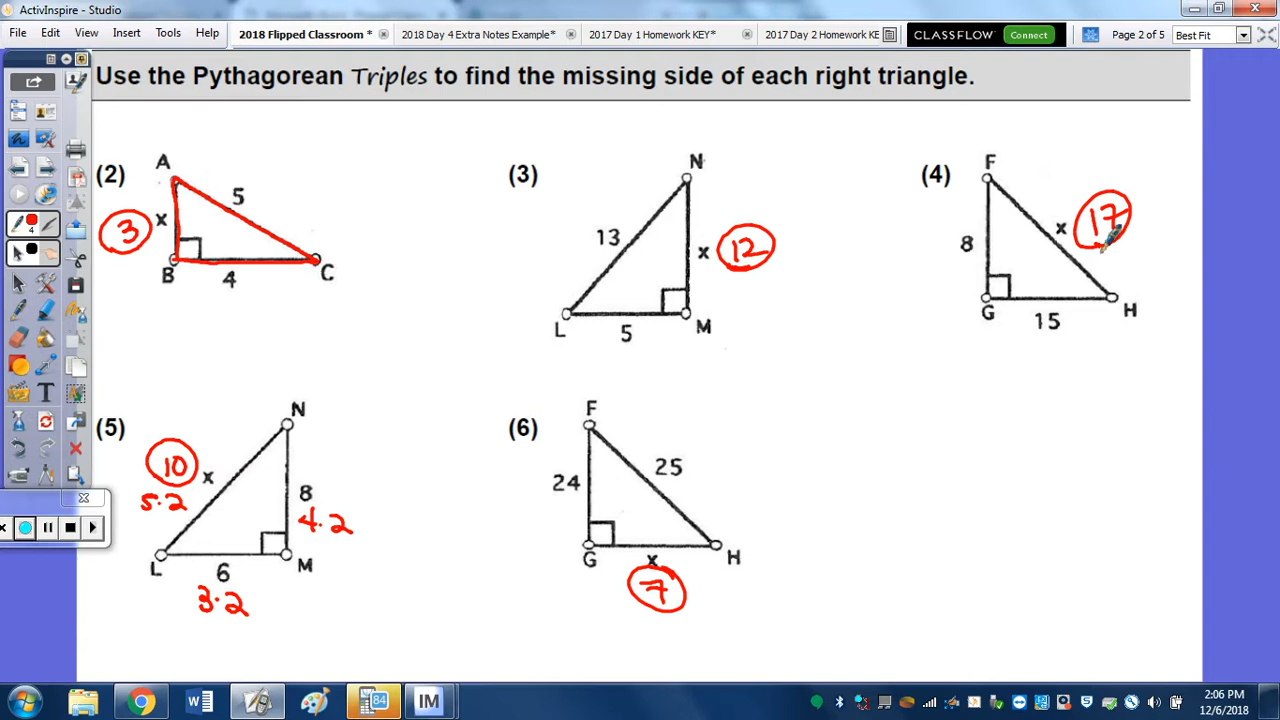 ActivInspire - Studio
File Edit View Insert Tools Help
2018 Flipped Classroom *
2018 Day 4 Extra Notes Example*
2017 Day 1 Homework KEY*
2017 Day 2 Homework KE
CLASSFLOW Connect
Page 2 of 5
Best Fit
Use the Pythagorean Triples to find the missing side of each right triangle.
(2)
A
5
x
3
B
4
C
(3)
N
13
x
12
L
5
M
(4)
F
8
x
17
G
15
H
(5)
N
10
x
5·2
8
4·2
L
6
M
3·2
(6)
F
24
25
G
x
H
7
4
T
W
84
IM
2:06 PM
12/6/2018